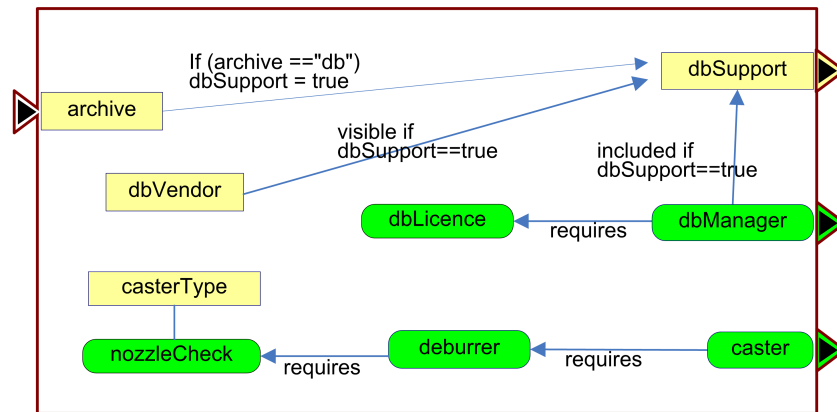 If (archive =="db")
dbSupport = true
dbSupport
archive
visible if
dbSupport==true
included if
dbSupport==true
dbVendor
dbLicence
requires
dbManager
casterType
nozzleCheck
requires
deburrer
requires
caster